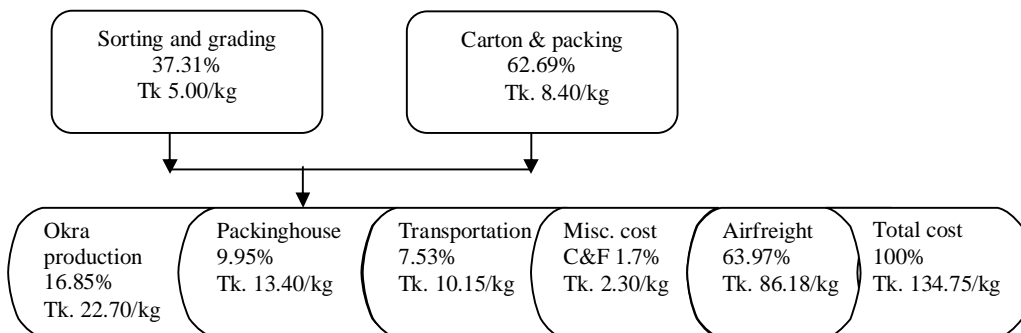 Sorting and grading
37.31%
Tk 5.00/kg
Carton & packing
62.69%
Tk. 8.40/kg
Okra
production
16.85%
Tk. 22.70/kg
Packinghouse
9.95%
Tk. 13.40/kg
Transportation
7.53%
Tk. 10.15/kg
Misc. cost
C&F 1.7%
Tk. 2.30/kg
Airfreight
63.97%
Tk. 86.18/kg
Total cost
100%
Tk. 134.75/kg